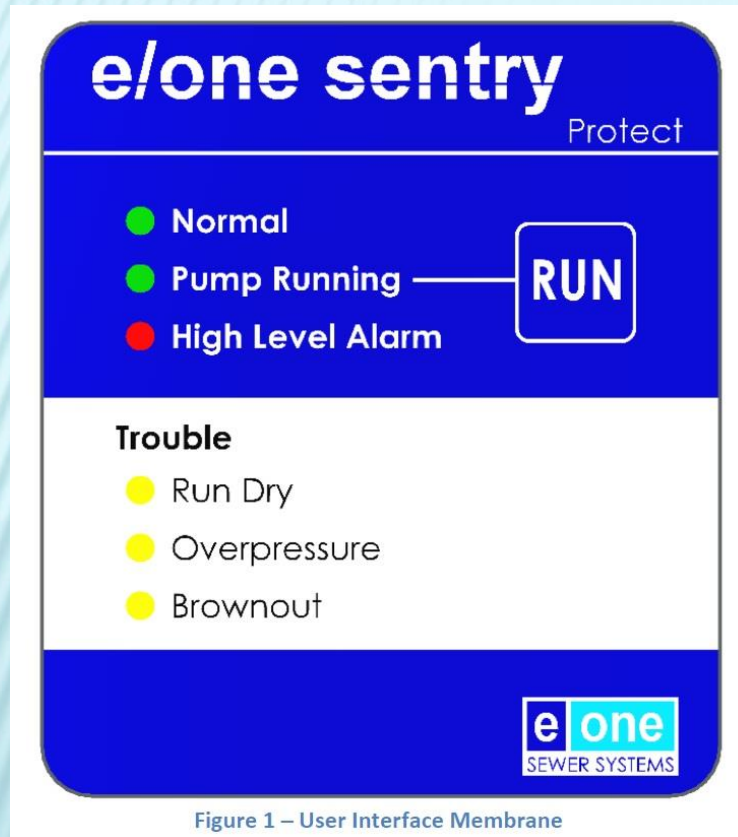 e/one sentry
Protect
Normal
Pump Running
RUN
High Level Alarm
Trouble
Run Dry
Overpressure
Brownout
e one
SEWER SYSTEMS
Figure 1 – User Interface Membrane